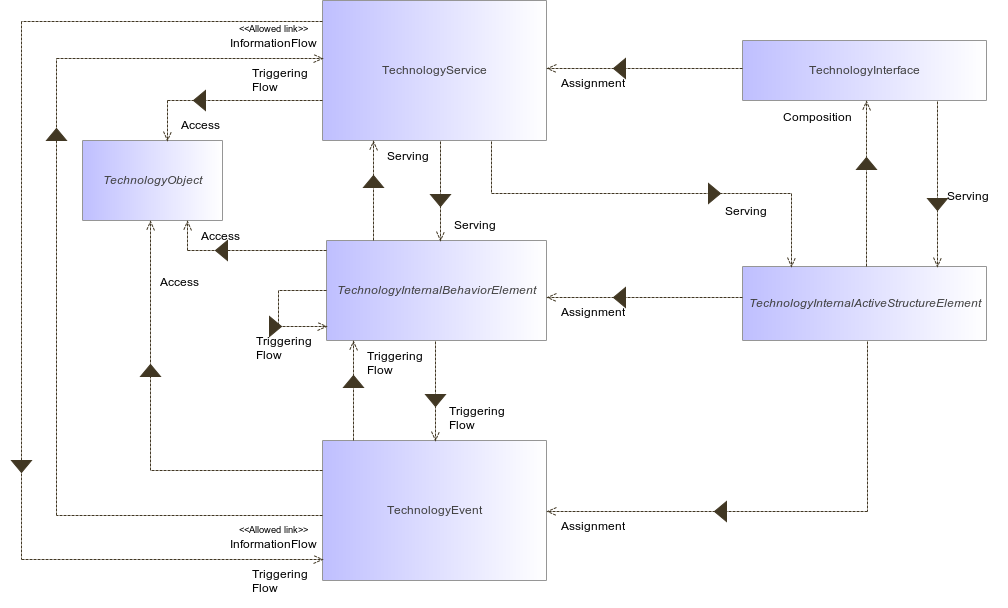 <<Allowed link>>
InformationFlow
Triggering
Flow
TechnologyService
TechnologyInterface
Assignment
Access
Composition
TechnologyObject
Serving
Serving
Serving
Serving
Access
Access
TechnologyInternalBehaviorElement
TechnologyInternalActiveStructureElement
Assignment
Triggering
Flow
Triggering
Flow
Triggering
Flow
TechnologyEvent
Assignment
<<Allowed link>>
InformationFlow
Triggering
Flow